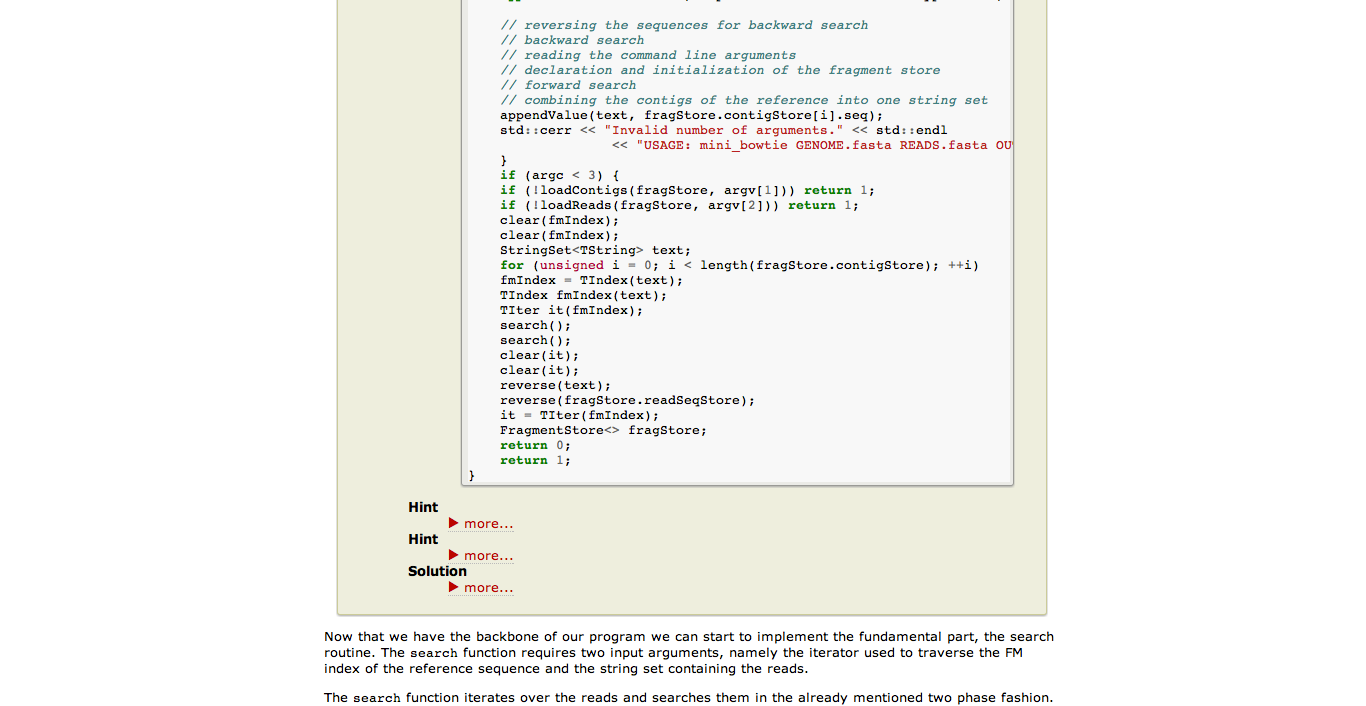 // reversing the sequences for backward search
// backward search
// reading the command line arguments
// declaration and initialization of the fragment store
// forward search
// combining the contigs of the reference into one string set
appendValue(text, fragStore.contigStore[i].seq);
std::cerr << "Invalid number of arguments." << std::endl
<< "USAGE: mini_bowtie GENOME.fasta READS.fasta OU
}
if (argc < 3) {
if (!loadContigs(fragStore, argv[1])) return 1;
if (!loadReads(fragStore, argv[2])) return 1;
clear(fmIndex);
clear(fmIndex);
StringSet<TString> text;
for (unsigned i = 0; i < length(fragStore.contigStore); ++i)
fmIndex = TIndex(text);
TIndex fmIndex(text);
TIter it(fmIndex);
search();
search();
clear(it);
clear(it);
reverse(text);
reverse(fragStore.readSeqStore);
it = TIter(fmIndex);
FragmentStore<> fragStore;
return 0;
return 1;
}
Hint
▶ more...
Hint
▶ more...
Solution
▶ more...
Now that we have the backbone of our program we can start to implement the fundamental part, the search
routine. The search function requires two input arguments, namely the iterator used to traverse the FM
index of the reference sequence and the string set containing the reads.
The search function iterates over the reads and searches them in the already mentioned two phase fashion.